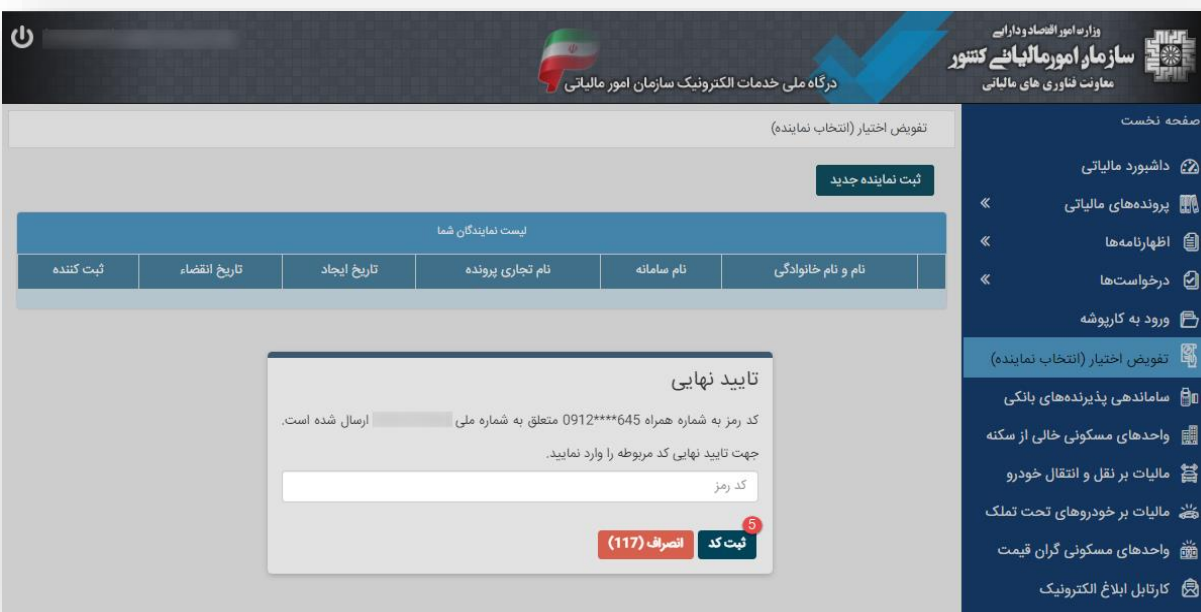 وزارت امور اقتصاد و دارایی
سازمان امور مالیاتی کشور
معاونت فناوری های مالیاتی
درگاه ملی خدمات الکترونیک سازمان امور مالیاتی
صفحه نخست
داشبورد مالیاتی
پرونده‌های مالیاتی
اظهارنامه‌ها
درخواست‌ها
ورود به کارپوشه
تفویض اختیار (انتخاب نماینده)
ساماندهی پذیرنده‌های بانکی
واحدهای مسکونی خالی از سکنه
مالیات بر نقل و انتقال خودرو
مالیات بر خودروهای تحت تملک
واحدهای مسکونی گران قیمت
کارتابل ابلاغ الکترونیک
تفویض اختیار (انتخاب نماینده)
ثبت نماینده جدید
لیست نمایندگان شما
نام و نام خانوادگی نام سامانه نام تجاری پرونده تاریخ ایجاد تاریخ انقضاء ثبت کننده
تایید نهایی
کد رمز به شماره همراه 0912****645 متعلق به شماره ملی ارسال شده است.
جهت تایید نهایی کد مربوطه را وارد نمایید.
کد رمز
5
ثبت کد انصراف (117)